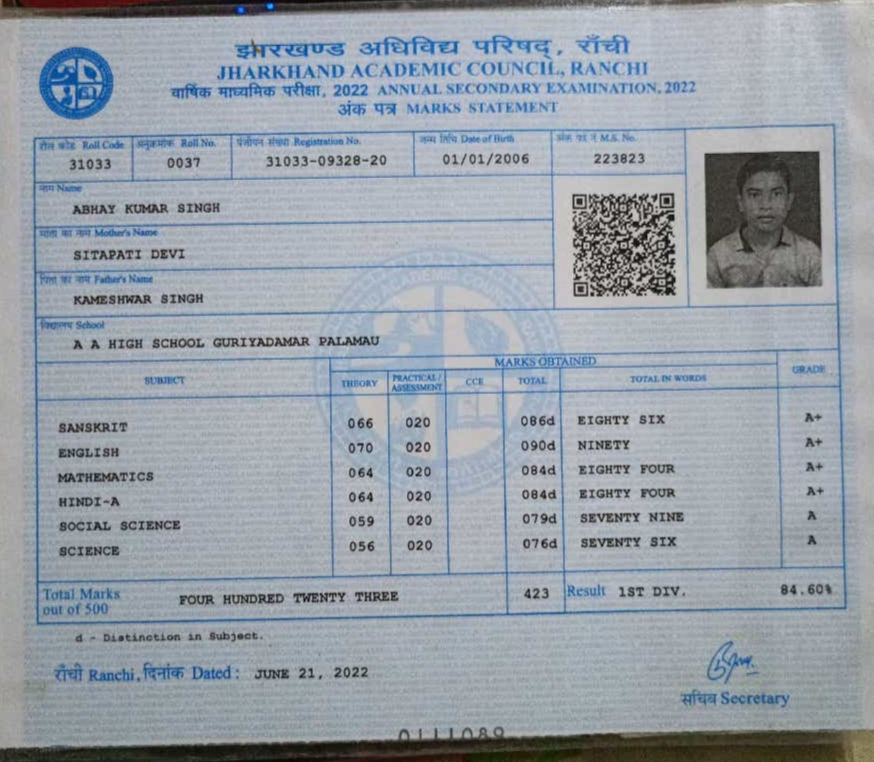 झारखण्ड अधिविद्य परिषद्, राँची
JHARKHAND ACADEMIC COUNCIL, RANCHI
वार्षिक माध्यमिक परीक्षा, 2022 ANNUAL SECONDARY EXAMINATION, 2022
अंक पत्र MARKS STATEMENT
रोल कोड Roll Code अनुक्रमांक Roll No. पंजीयन संख्या Registration No. जन्म तिथि Date of Birth M.S. No.
31033 0037 31033-09328-20 01/01/2006 223823
नाम Name
ABHAY KUMAR SINGH
माता का नाम Mother's Name
SITAPATI DEVI
पिता का नाम Father's Name
KAMESHWAR SINGH
विद्यालय School
A A HIGH SCHOOL GURIYADAMAR PALAMAU
SUBJECT MARKS OBTAINED GRADE
THEORY PRACTICAL/ ASSESSMENT CCE TOTAL TOTAL IN WORDS
SANSKRIT 066 020 086d EIGHTY SIX A+
ENGLISH 070 020 090d NINETY A+
MATHEMATICS 064 020 084d EIGHTY FOUR A+
HINDI-A 064 020 084d EIGHTY FOUR A+
SOCIAL SCIENCE 059 020 079d SEVENTY NINE A
SCIENCE 056 020 076d SEVENTY SIX A
Total Marks out of 500 FOUR HUNDRED TWENTY THREE 423 Result 1ST DIV. 84.60%
d - Distinction in Subject.
राँची Ranchi, दिनांक Dated : JUNE 21, 2022
सचिव Secretary
0111089